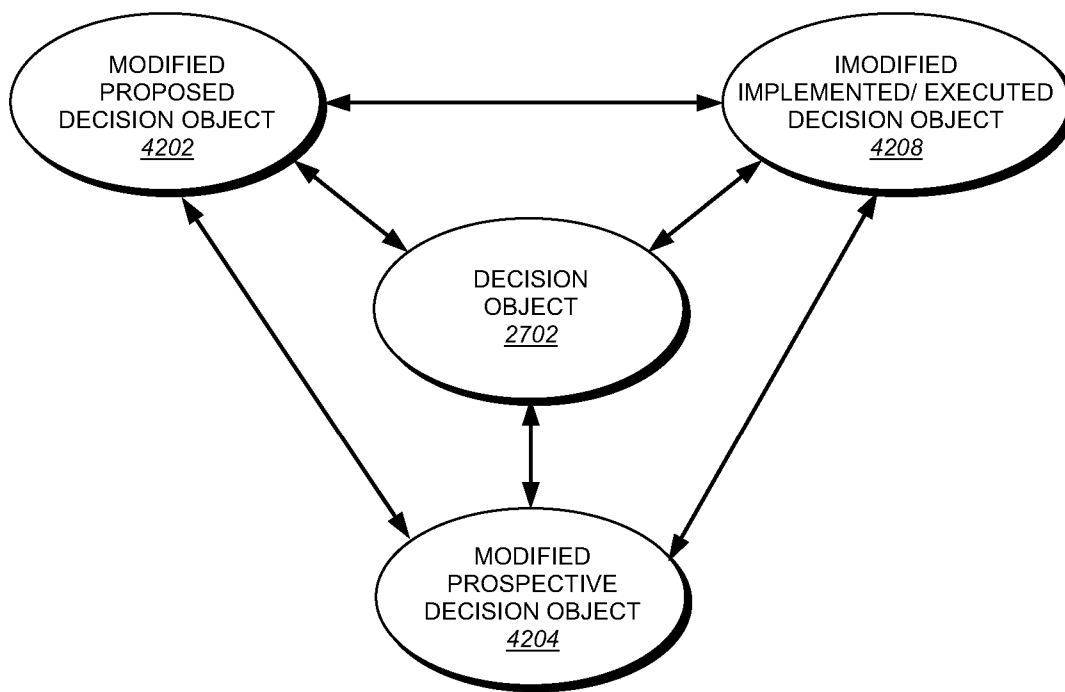 MODIFIED
PROPOSED
DECISION OBJECT
4202
IMODIFIED
IMPLEMENTED/ EXECUTED
DECISION OBJECT
4208
DECISION
OBJECT
2702
MODIFIED
PROSPECTIVE
DECISION OBJECT
4204